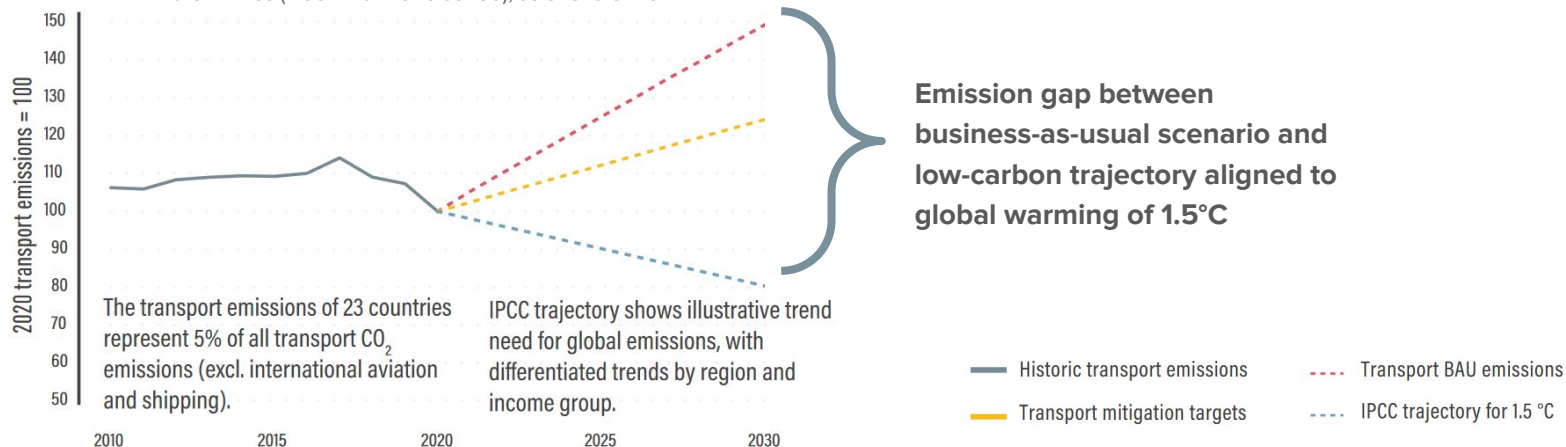 150
140
130
120
110
100
90
80
70
60
50
2020 transport emissions = 100
2010
2015
2020
2025
2030
The transport emissions of 23 countries
represent 5% of all transport CO₂
emissions (excl. international aviation
and shipping).
IPCC trajectory shows illustrative trend
need for global emissions, with
differentiated trends by region and
income group.
Emission gap between
business-as-usual scenario and
low-carbon trajectory aligned to
global warming of 1.5°C
Historic transport emissions
Transport BAU emissions
Transport mitigation targets
IPCC trajectory for 1.5 °C